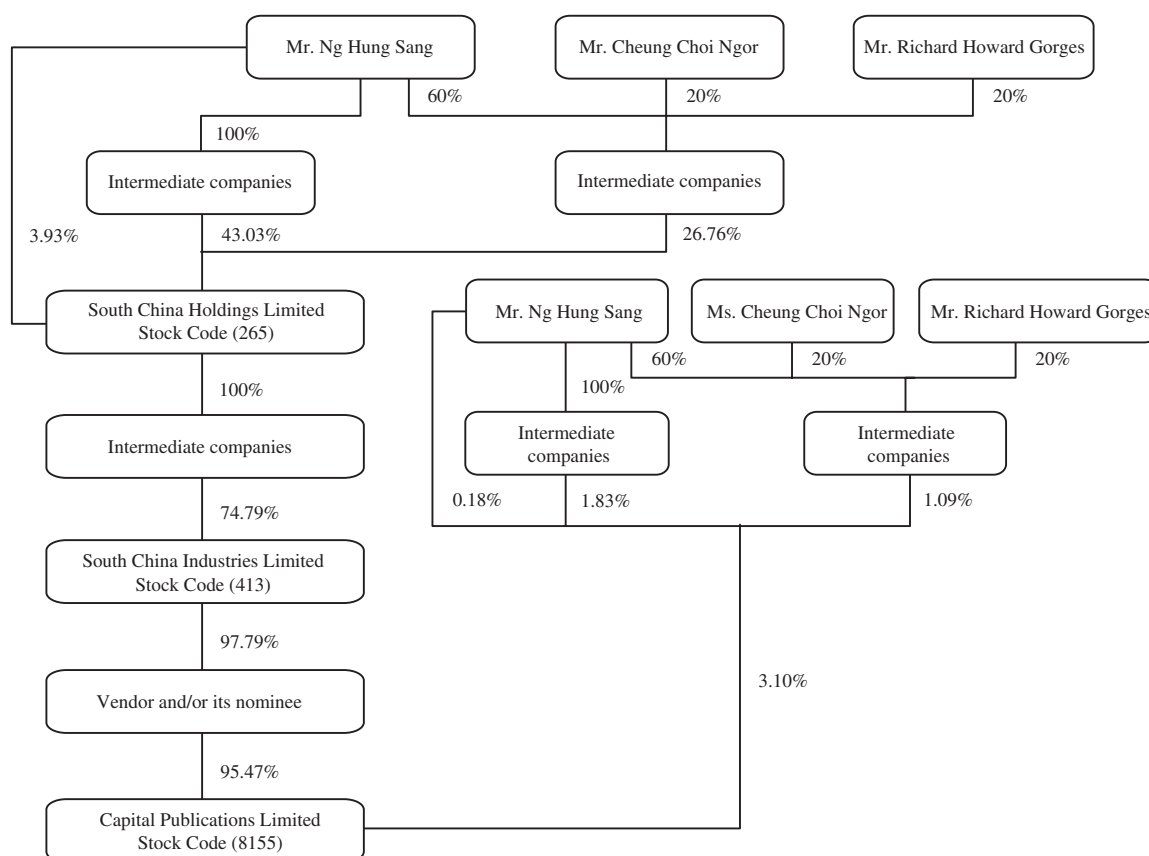 Mr. Ng Hung Sang
Mr. Cheung Choi Ngor
Mr. Richard Howard Gorges
60%
20%
20%
100%
Intermediate companies
Intermediate companies
3.93%
43.03%
26.76%
South China Holdings Limited
Stock Code (265)
Mr. Ng Hung Sang
Ms. Cheung Choi Ngor
Mr. Richard Howard Gorges
60%
20%
20%
100%
100%
Intermediate companies
Intermediate
companies
Intermediate
companies
74.79%
0.18%
1.83%
1.09%
South China Industries Limited
Stock Code (413)
97.79%
Vendor and/or its nominee
3.10%
95.47%
Capital Publications Limited
Stock Code (8155)